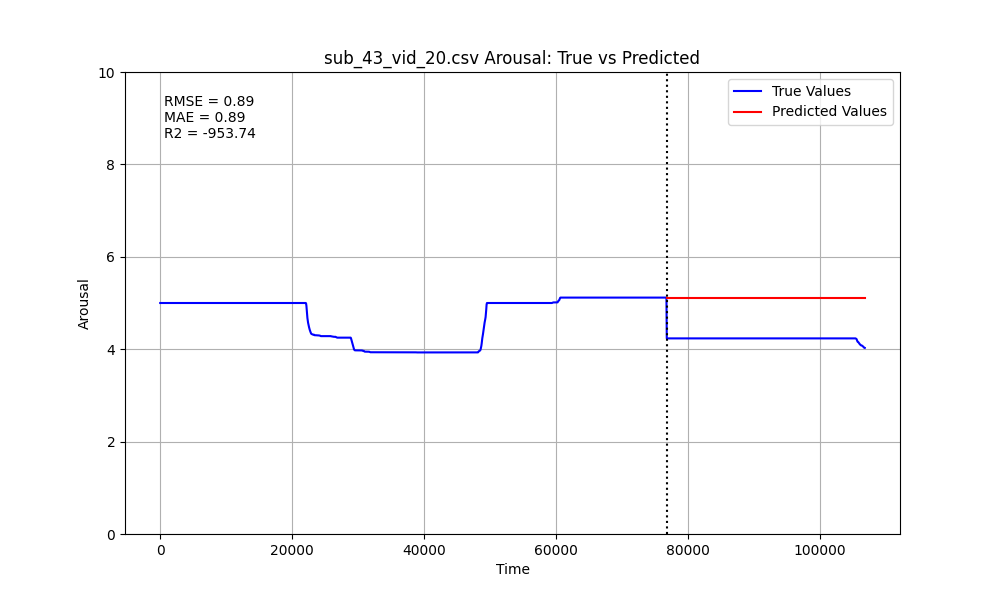 sub_43_vid_20.csv Arousal: True vs Predicted
RMSE = 0.89
MAE = 0.89
R2 = -953.74
True Values
Predicted Values
10
8
6
4
2
0
Arousal
0 20000 40000 60000 80000 100000
Time